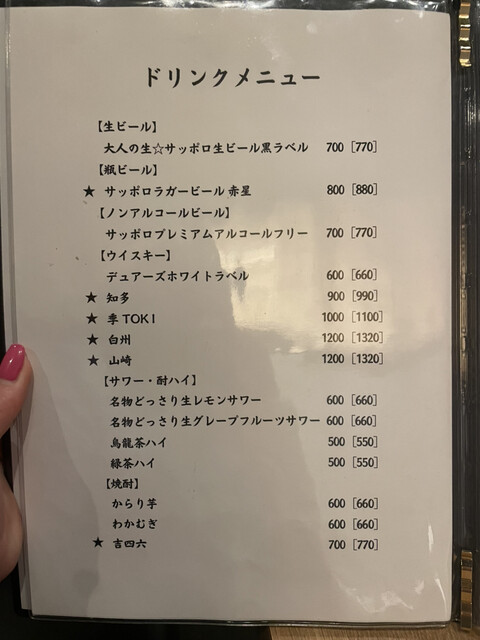 ドリンクメニュー
【生ビール】
大人の生☆サッポロ生ビール黒ラベル 700 [770]
【瓶ビール】
★ サッポロラガービール 赤星 800 [880]
【ノンアルコールビール】
サッポロプレミアムアルコールフリー 700 [770]
【ウイスキー】
デュアーズホワイトラベル 600 [660]
★ 知多 900 [990]
★ 季 TOKI 1000 [1100]
★ 白州 1200 [1320]
★ 山崎 1200 [1320]
【サワー・酎ハイ】
名物どっさり生レモンサワー 600 [660]
名物どっさり生グレープフルーツサワー 600 [660]
烏龍茶ハイ 500 [550]
緑茶ハイ 500 [550]
【焼酎】
からり芋 600 [660]
わかむぎ 600 [660]
★ 吉四六 700 [770]